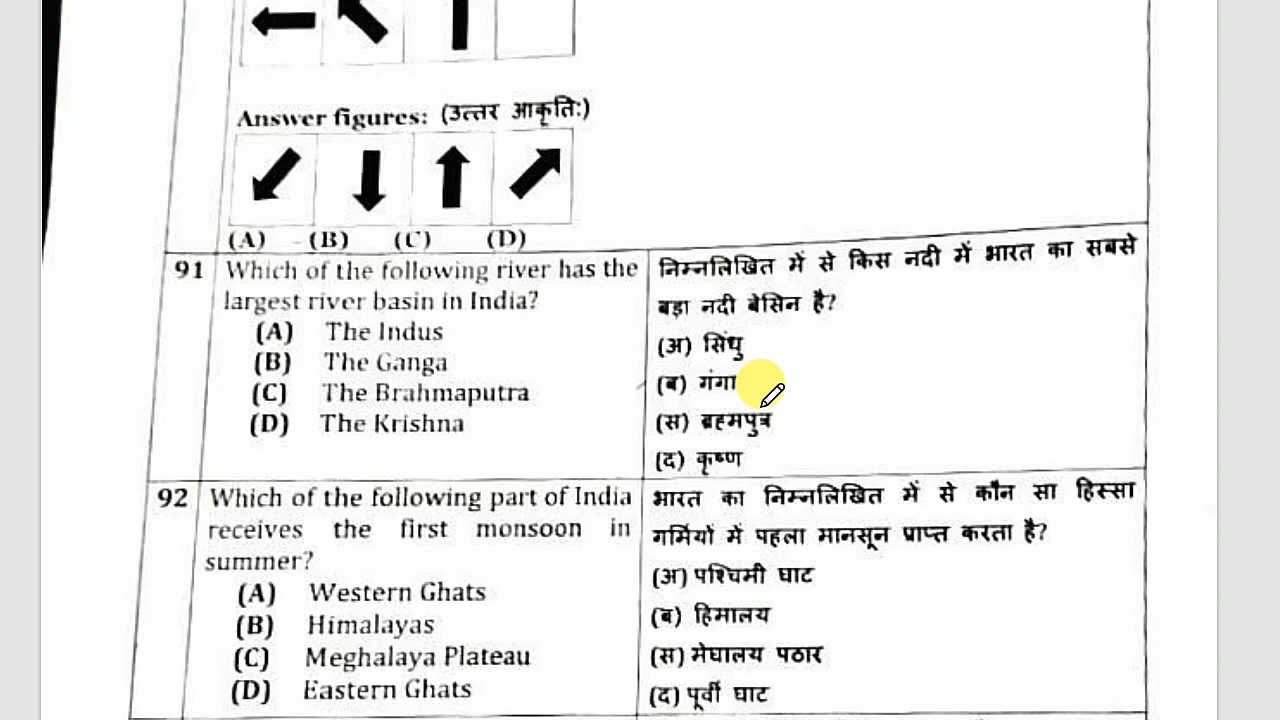 Answer figures: (उत्तर आकृतिः)
(A) (B) (C) (D)
91 Which of the following river has the
largest river basin in India?
(A) The Indus
(B) The Ganga
(C) The Brahmaputra
(D) The Krishna
निम्नलिखित में से किस नदी में भारत का सबसे
बड़ा नदी बेसिन है?
(अ) सिंधु
(ब) गंगा
(स) ब्रहमपुत्र
(द) कृष्ण
92 Which of the following part of India
receives the first monsoon in
summer?
(A) Western Ghats
(B) Himalayas
(C) Meghalaya Plateau
(D) Eastern Ghats
भारत का निम्नलिखित में से कौन सा हिस्सा
गर्मियों में पहला मानसून प्राप्त करता है?
(अ) पश्चिमी घाट
(ब) हिमालय
(स) मेघालय पठार
(द) पूर्वी घाट